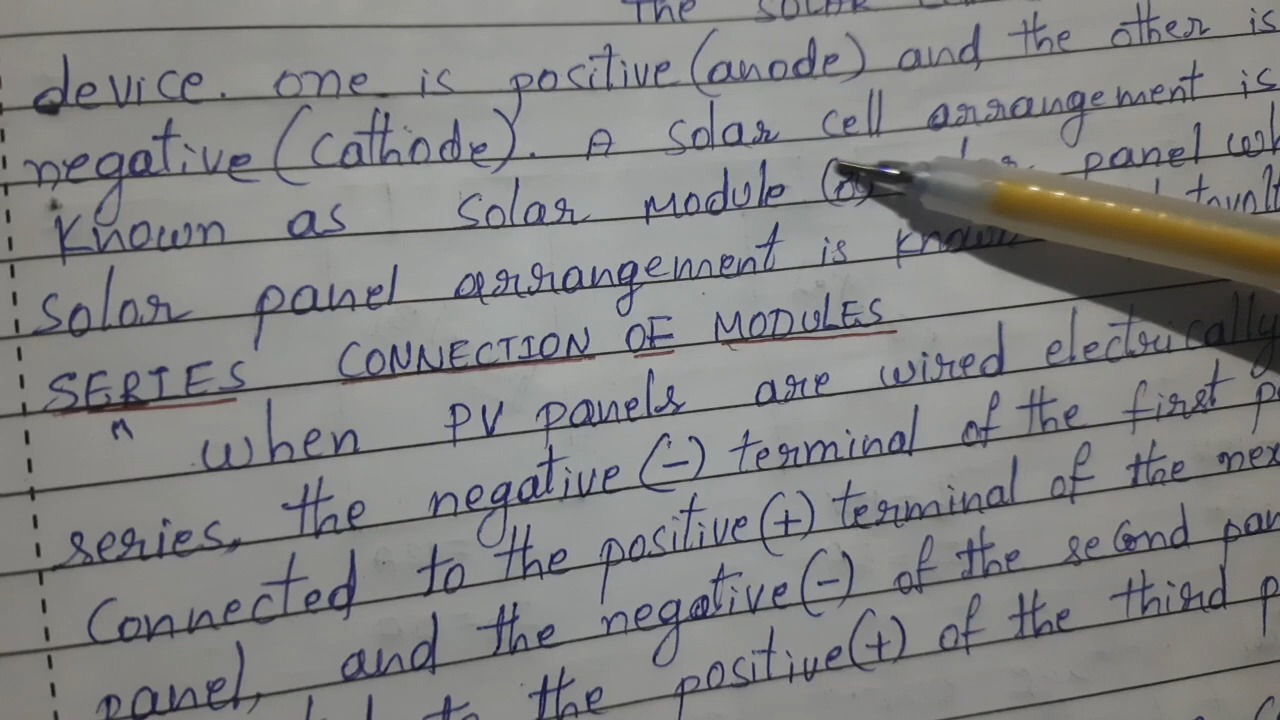 The SOLAR
device. one is positive (anode) and the other is
negative (cathode). A solar cell arrangement is
known as solar module (or panel
solar panel arrangement is
SERIES CONNECTION OF MODULES
when PV panels are wired electrically
series, the negative (-) terminal of the first
Connected to the positive (+) terminal of the
panel, and the negative (-) of the second
to the positive (+) of the third